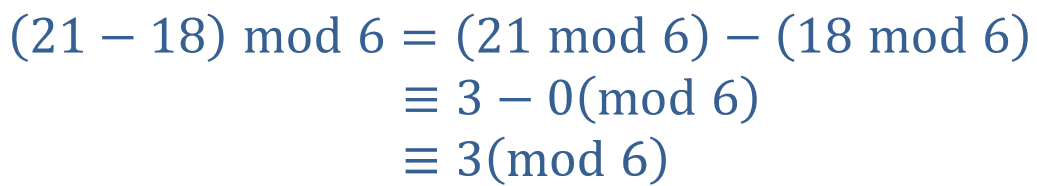 (21 − 18) mod 6 = (21 mod 6) − (18 mod 6)
≡ 3 − 0(mod 6)
≡ 3(mod 6)